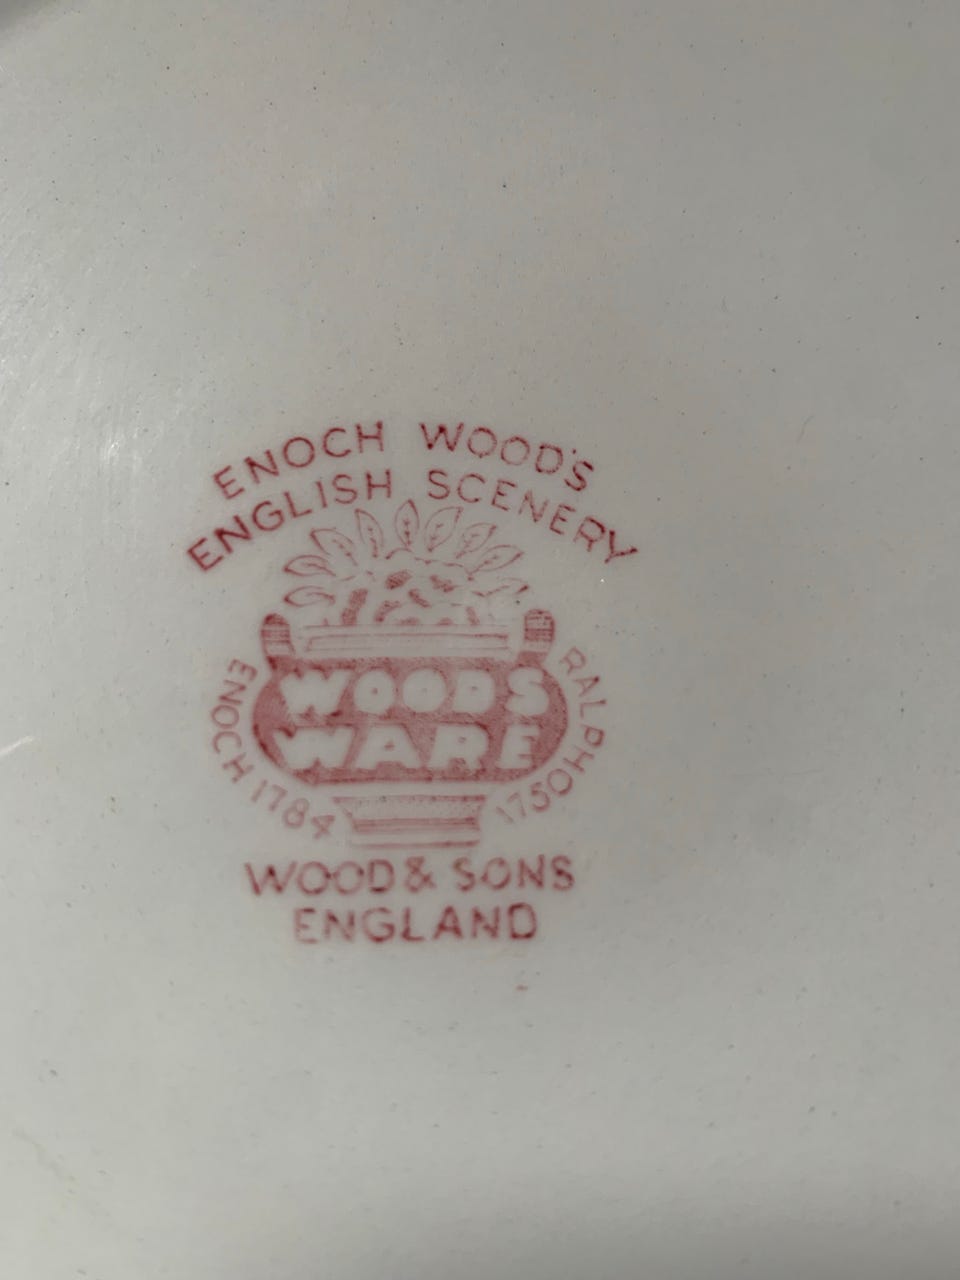 ENOCH WOOD'S
ENGLISH SCENERY
WOODS
WARE
ENOCH 1784
RALPH 1750
WOOD & SONS
ENGLAND